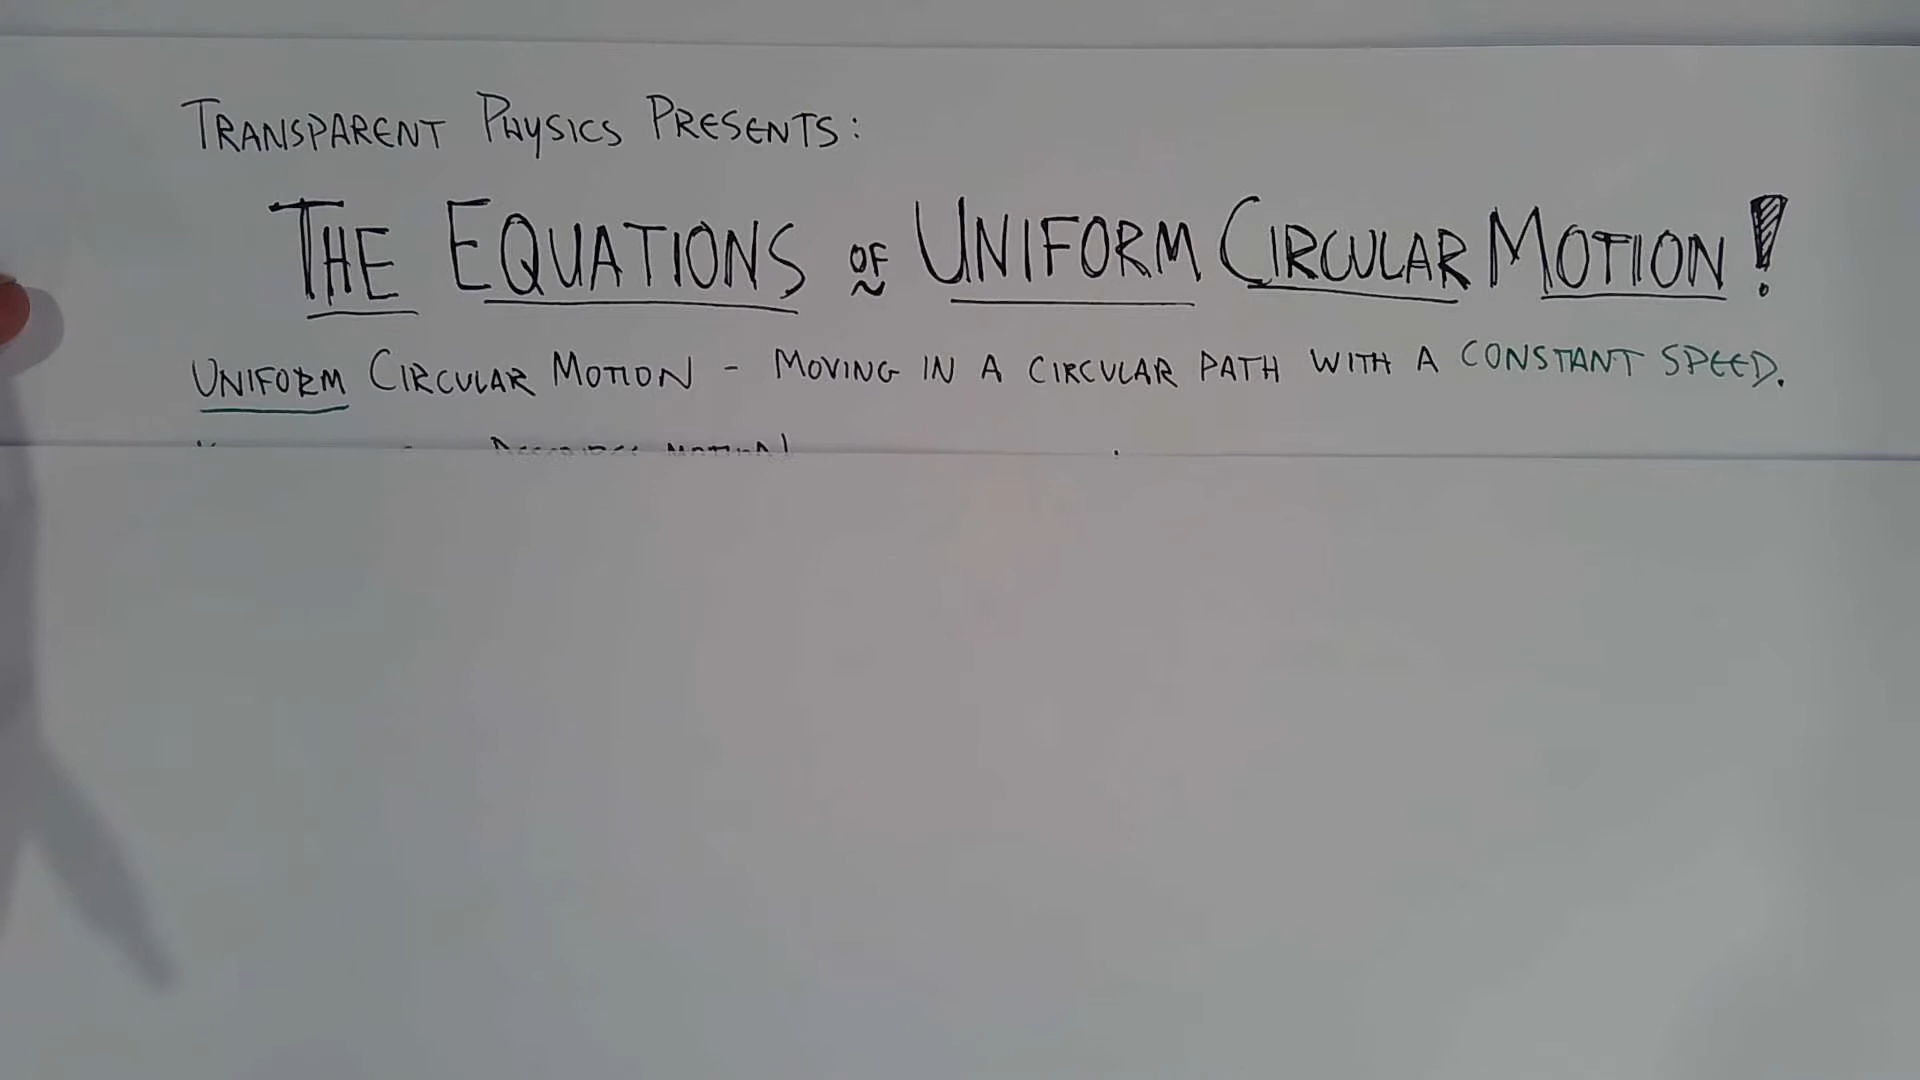 TRANSPARENT PHYSICS PRESENTS:
THE EQUATIONS OF UNIFORM CIRCULAR MOTION!
UNIFORM CIRCULAR MOTION - MOVING IN A CIRCULAR PATH WITH A CONSTANT SPEED.